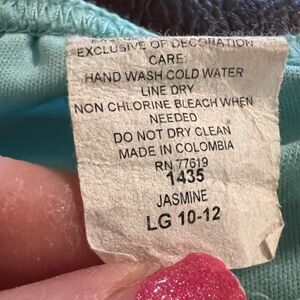 EXCLUSIVE OF DECORATION
CARE
HAND WASH COLD WATER
LINE DRY
NON CHLORINE BLEACH WHEN
NEEDED
DO NOT DRY CLEAN
MADE IN COLOMBIA
RN 77619
1435
JASMINE
LG 10-12